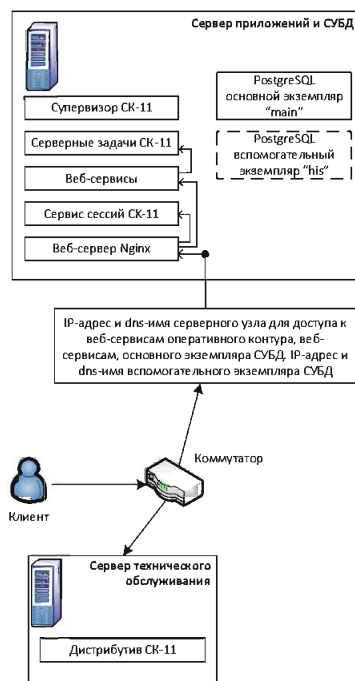 Сервер приложений и СУБД
Супервизор СК-11
Серверные задачи СК-11
Веб-сервисы
Сервис сессий СК-11
Веб-сервер Nginx
PostgreSQL
основной экземпляр
"main"
PostgreSQL
вспомогательный
экземпляр "his"
IP-адрес и dns-имя серверного узла для доступа к
веб-сервисам оперативного контура, веб-
сервисам, основного экземпляра СУБД. IP-адрес и
dns-имя вспомогательного экземпляра СУБД
Коммутатор
Клиент
Сервер технического
обслуживания
Дистрибутив СК-11